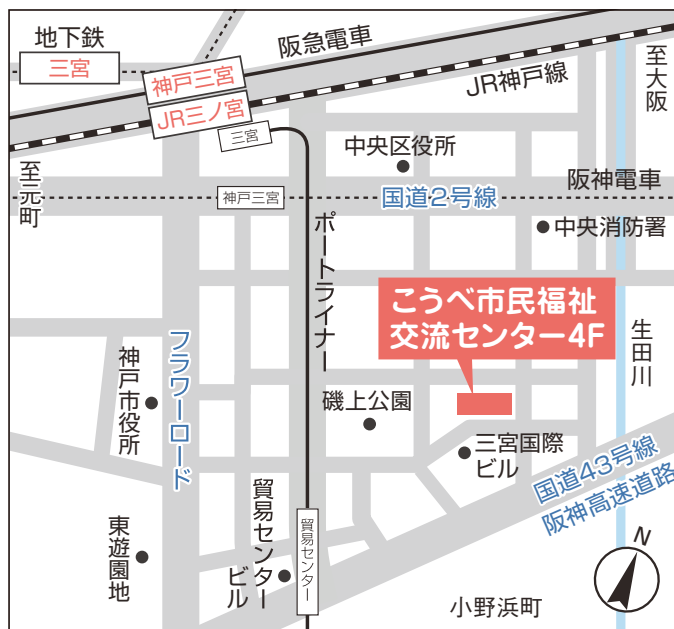 地下鉄
三宮
阪急電車
神戸三宮
JR三ノ宮
三宮
JR神戸線
至大阪
至元町
中央区役所
神戸三宮
国道2号線
阪神電車
中央消防署
ポートライナー
こうべ市民福祉
交流センター4F
生田川
フラワーロード
神戸市役所
磯上公園
三宮国際
ビル
国道43号線
阪神高速道路
貿易センター
ビル
貿易センター
東遊園地
小野浜町
N